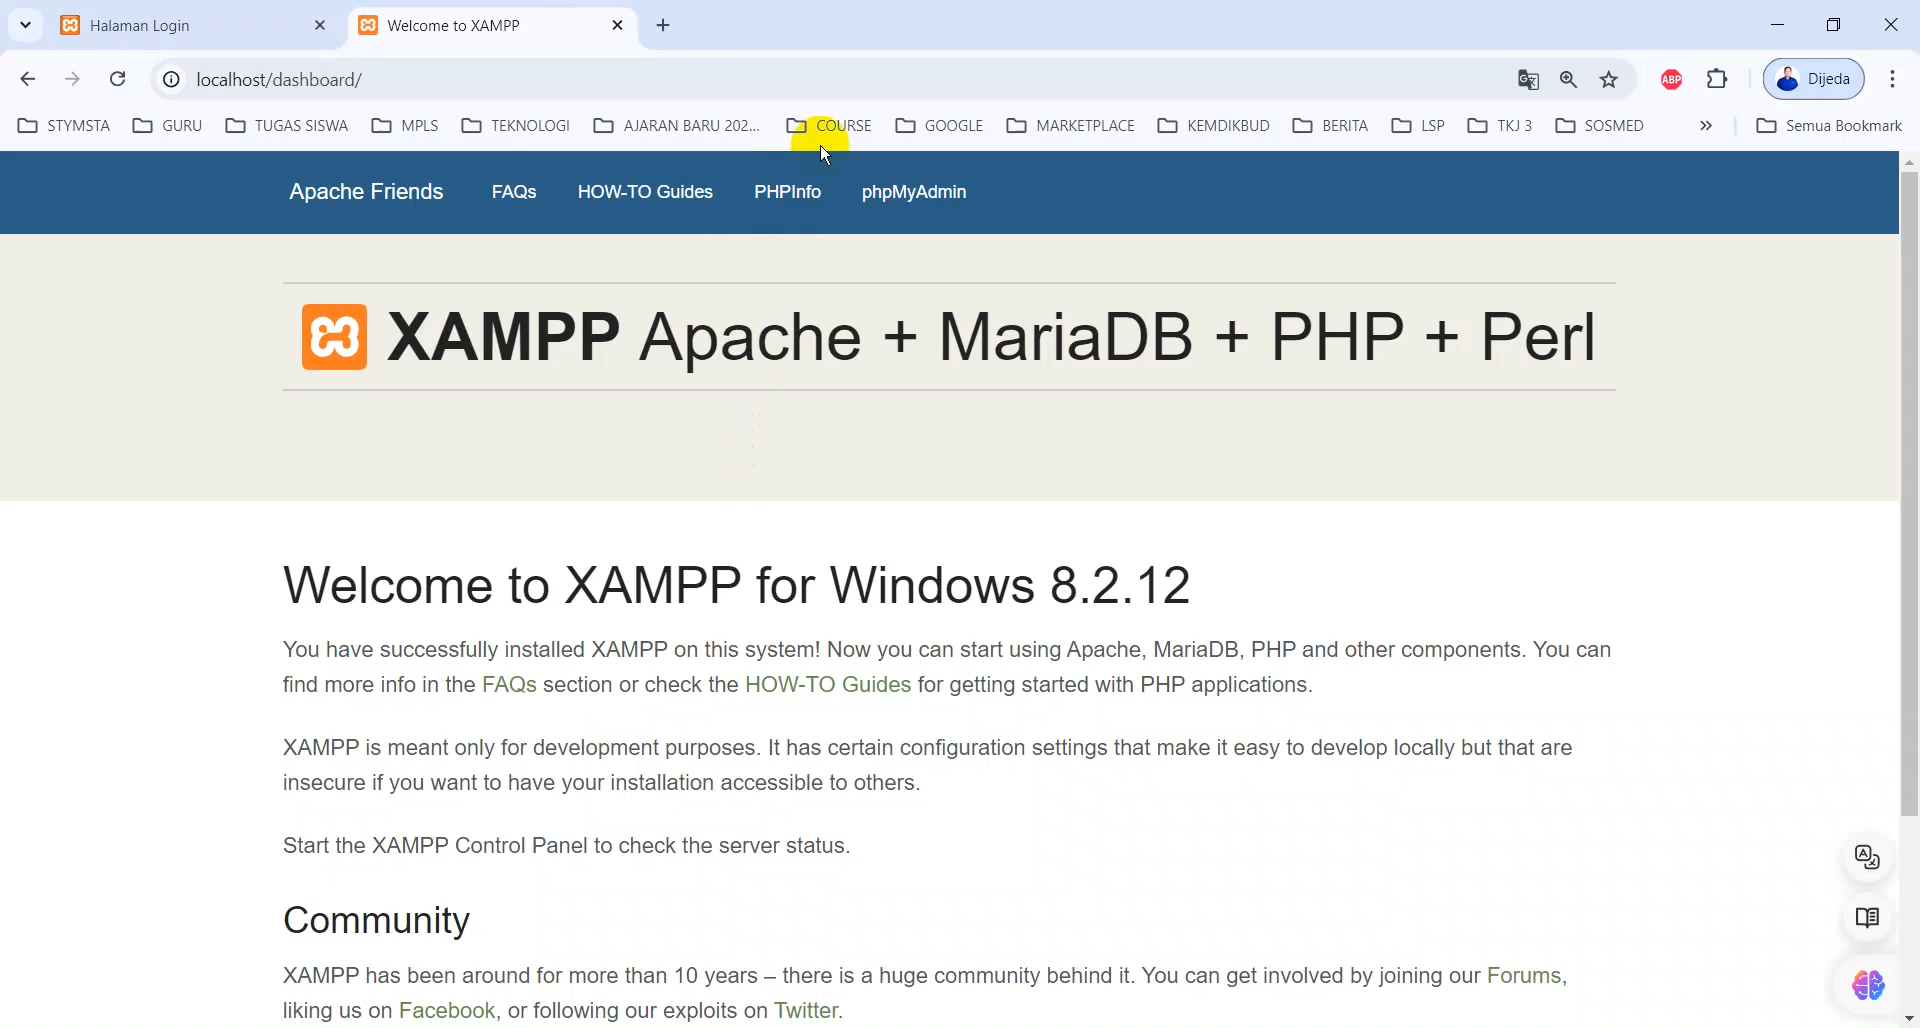 Halaman Login
Welcome to XAMPP
localhost/dashboard/
ABP
Dijeda
STYMSTA GURU TUGAS SISWA MPLS TEKNOLOGI AJARAN BARU 202... COURSE GOOGLE MARKETPLACE KEMDIKBUD BERITA LSP TKJ 3 SOSMED » Semua Bookmark
Apache Friends FAQs HOW-TO Guides PHPInfo phpMyAdmin
XAMPP Apache + MariaDB + PHP + Perl
Welcome to XAMPP for Windows 8.2.12
You have successfully installed XAMPP on this system! Now you can start using Apache, MariaDB, PHP and other components. You can
find more info in the FAQs section or check the HOW-TO Guides for getting started with PHP applications.
XAMPP is meant only for development purposes. It has certain configuration settings that make it easy to develop locally but that are
insecure if you want to have your installation accessible to others.
Start the XAMPP Control Panel to check the server status.
Community
XAMPP has been around for more than 10 years – there is a huge community behind it. You can get involved by joining our Forums,
liking us on Facebook, or following our exploits on Twitter.